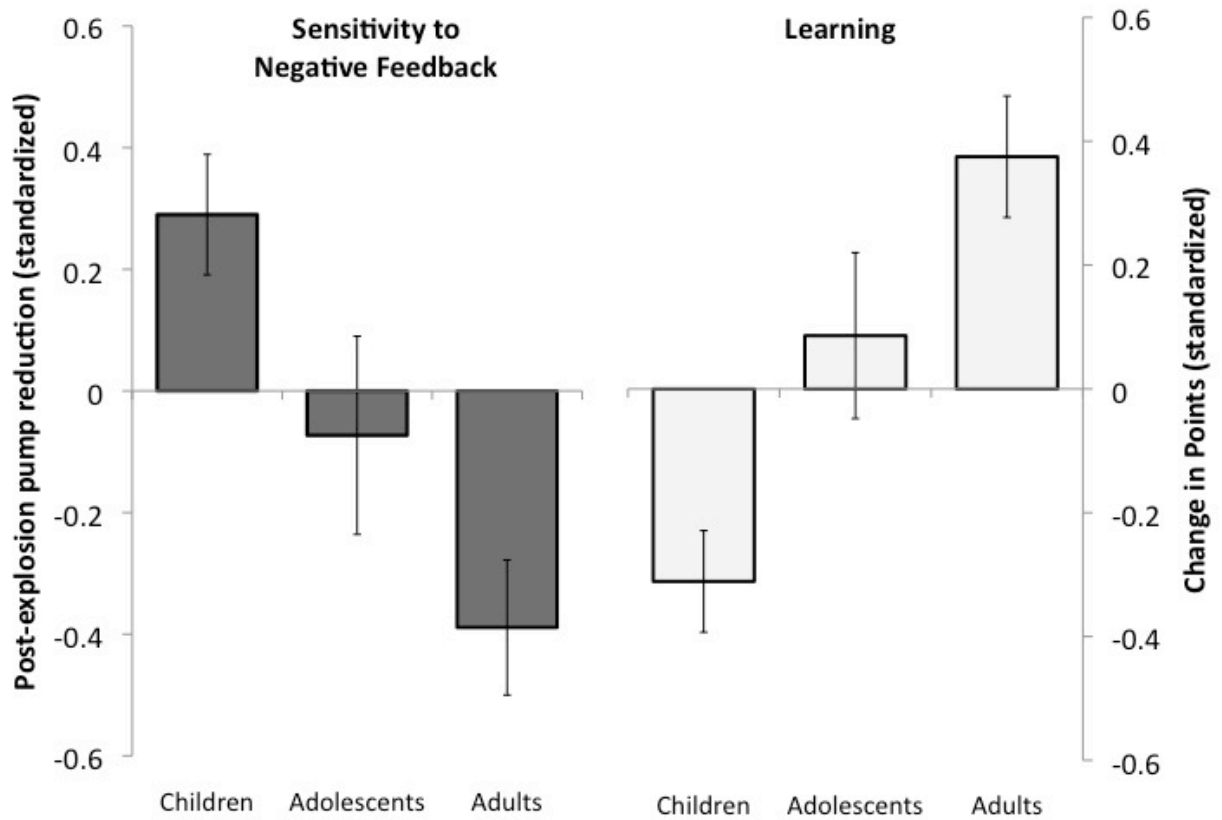 Sensitivity to
Negative Feedback
Learning
Post-explosion pump reduction (standardized)
0.6
0.4
0.2
0
-0.2
-0.4
-0.6
Children
Adolescents
Adults
Children
Adolescents
Adults
0.6
0.4
0.2
0
-0.2
-0.4
-0.6
Change in Points (standardized)